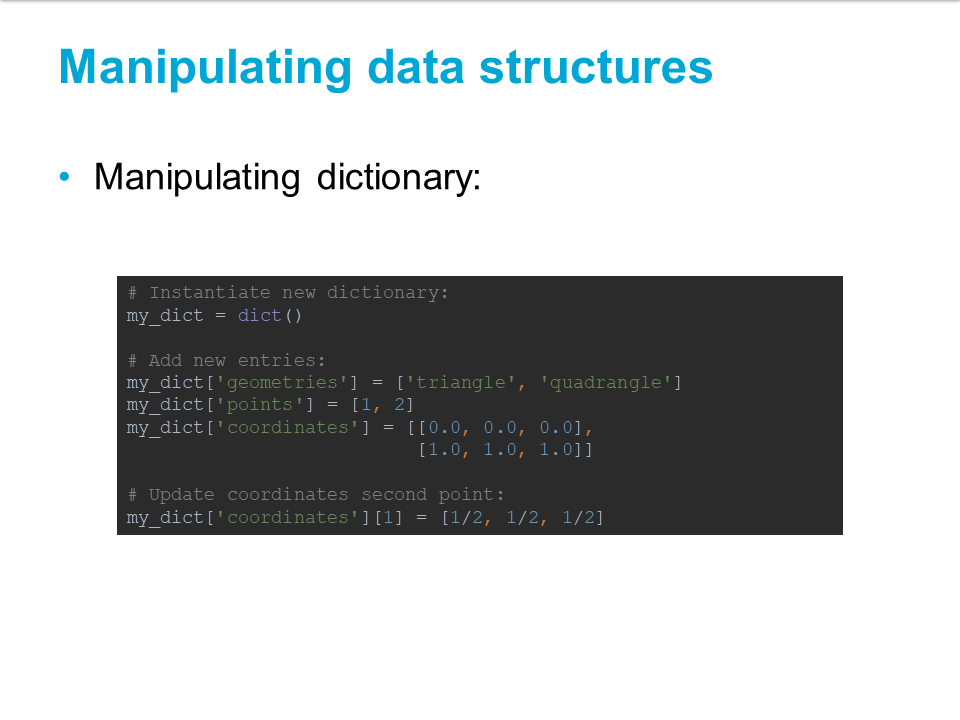 Manipulating data structures
• Manipulating dictionary:
# Instantiate new dictionary:
my_dict = dict()
# Add new entries:
my_dict['geometries'] = ['triangle', 'quadrangle']
my_dict['points'] = [1, 2]
my_dict['coordinates'] = [[0.0, 0.0, 0.0],
[1.0, 1.0, 1.0]]
# Update coordinates second point:
my_dict['coordinates'][1] = [1/2, 1/2, 1/2]